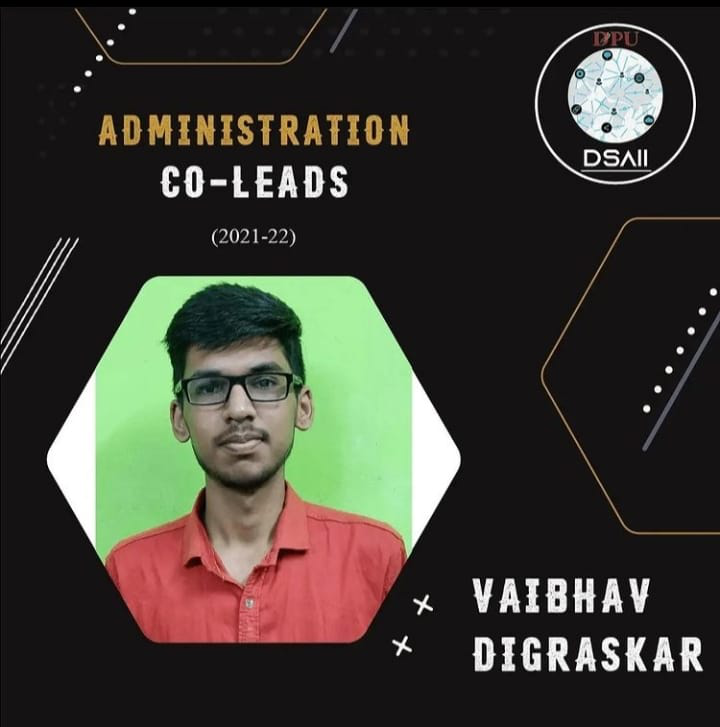 DPU
DSAII
ADMINISTRATION
CO-LEADS
(2021-22)
VAIBHAV
DIGRASKAR